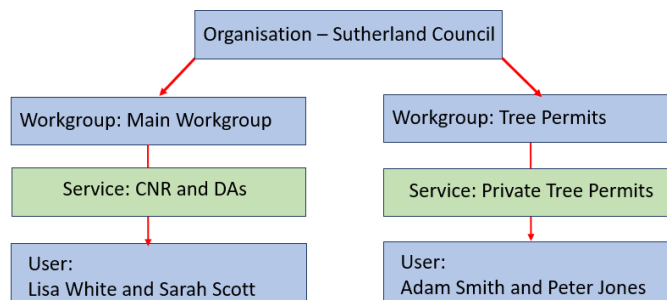 Organisation – Sutherland Council
Workgroup: Main Workgroup
Service: CNR and DAs
User:
Lisa White and Sarah Scott
Workgroup: Tree Permits
Service: Private Tree Permits
User:
Adam Smith and Peter Jones